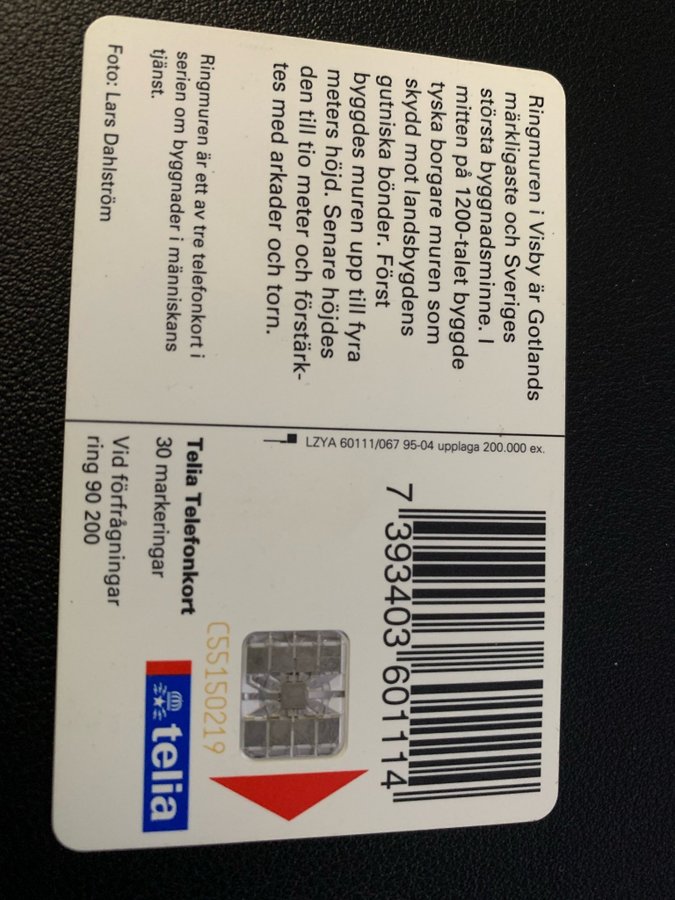 Ringmuren i Visby är Gotlands
märkligaste och Sveriges
största byggnadsminne. I
mitten på 1200-talet byggde
tyska borgare muren som
skydd mot landsbygdens
gutniska bönder. Först
byggdes muren upp till fyra
meters höjd. Senare höjdes
den till tio meter och förstärk-
tes med arkader och torn.
Ringmuren är ett av tre telefonkort i
serien om byggnader i människans
tjänst.
Foto: Lars Dahlström
LZYA 60111/067 95-04 upplaga 200.000 ex.
7 393403 601114
CS5150219
Telia Telefonkort
30 markeringar
Vid förfrågningar
ring 90 200
telia